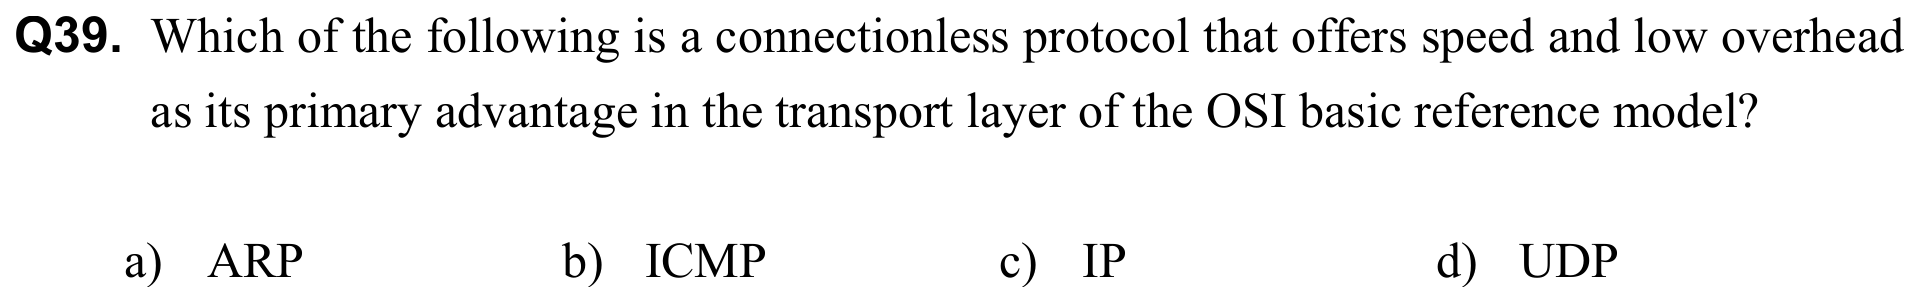 Q39. Which of the following is a connectionless protocol that offers speed and low overhead
as its primary advantage in the transport layer of the OSI basic reference model?
a) ARP b) ICMP c) IP d) UDP